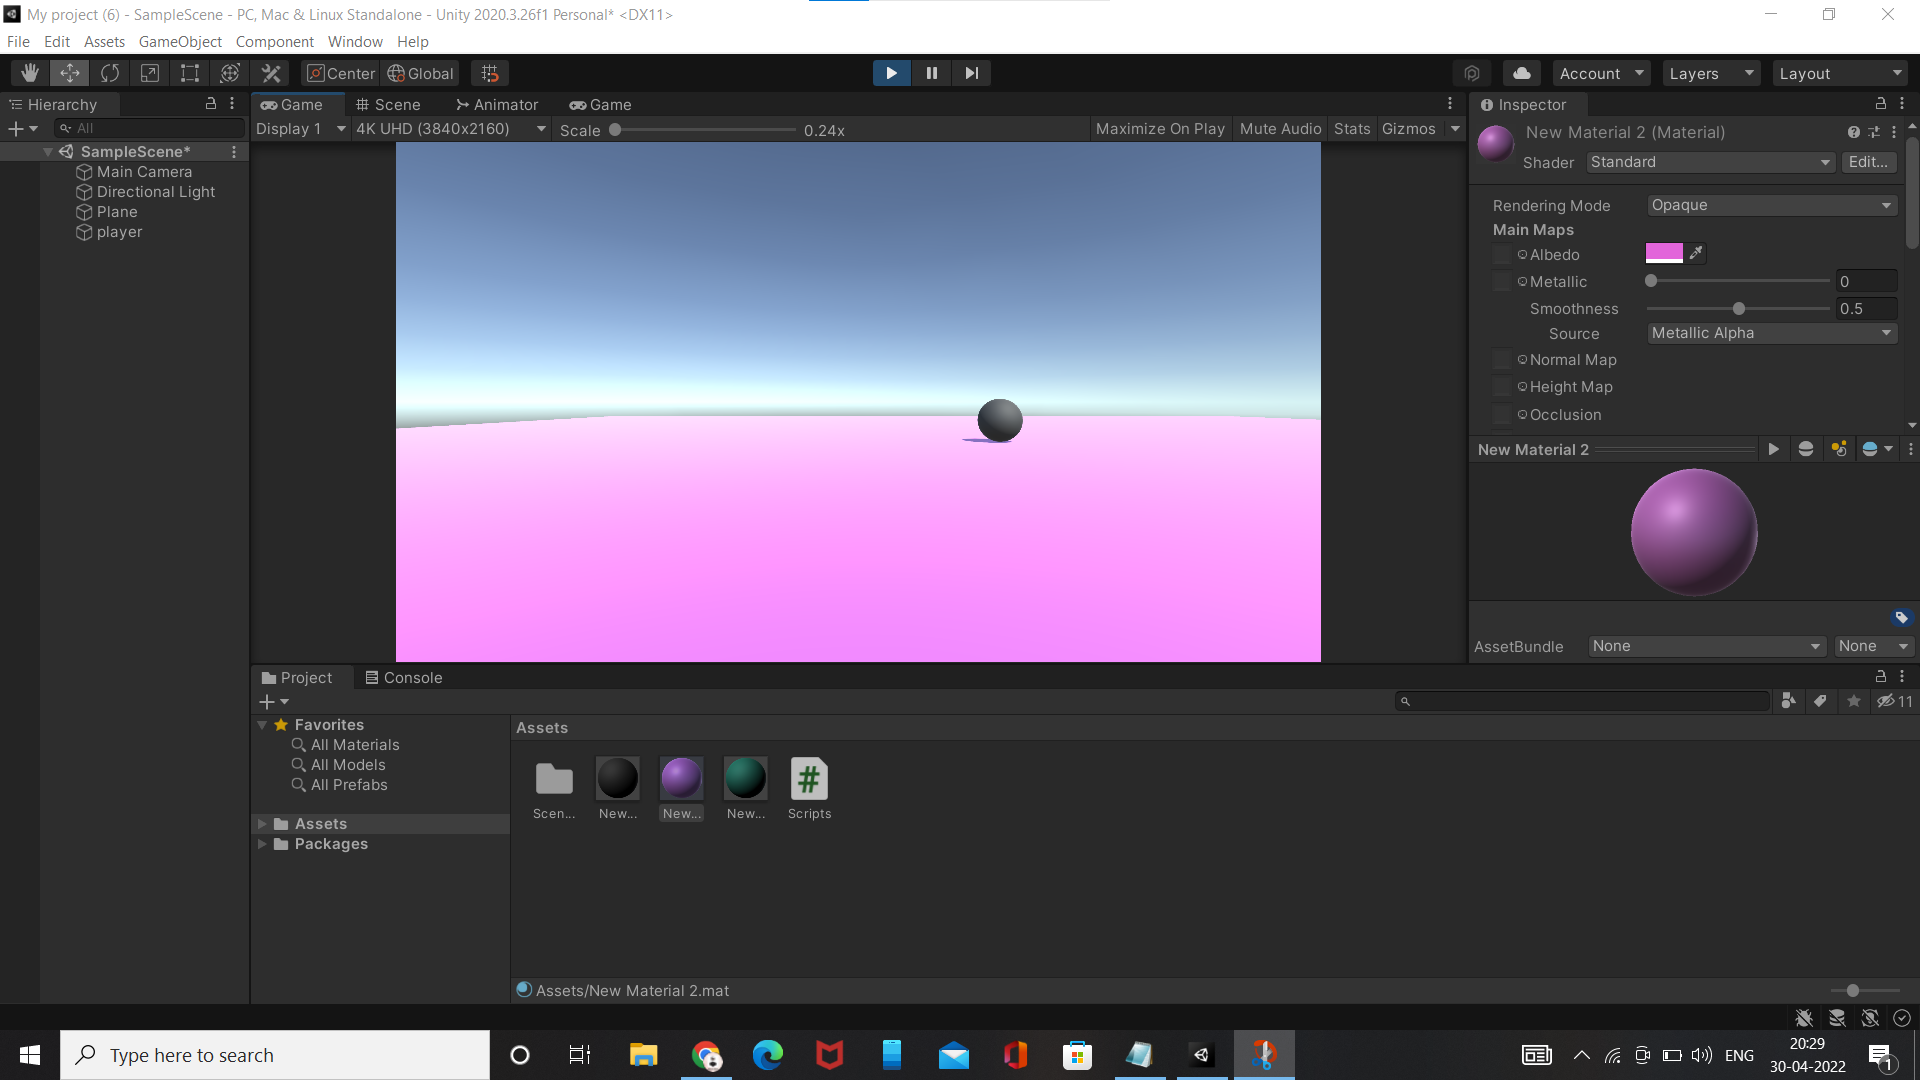 My project (6) - SampleScene - PC, Mac & Linux Standalone - Unity 2020.3.26f1 Personal* <DX11>
File Edit Assets GameObject Component Window Help
Center Global Account Layers Layout
Hierarchy
All
SampleScene*
Main Camera
Directional Light
Plane
player
Game Scene Animator Game
Display 1 4K UHD (3840x2160) Scale 0.24x Maximize On Play Mute Audio Stats Gizmos
Inspector
New Material 2 (Material)
Shader Standard Edit...
Rendering Mode Opaque
Main Maps
Albedo
Metallic 0
Smoothness 0.5
Source Metallic Alpha
Normal Map
Height Map
Occlusion
New Material 2
AssetBundle None None
Project Console
11
Favorites
All Materials
All Models
All Prefabs
Assets
Packages
Assets
Scen... New... New... New... Scripts
#
Assets/New Material 2.mat
Type here to search
ENG
20:29
30-04-2022
1